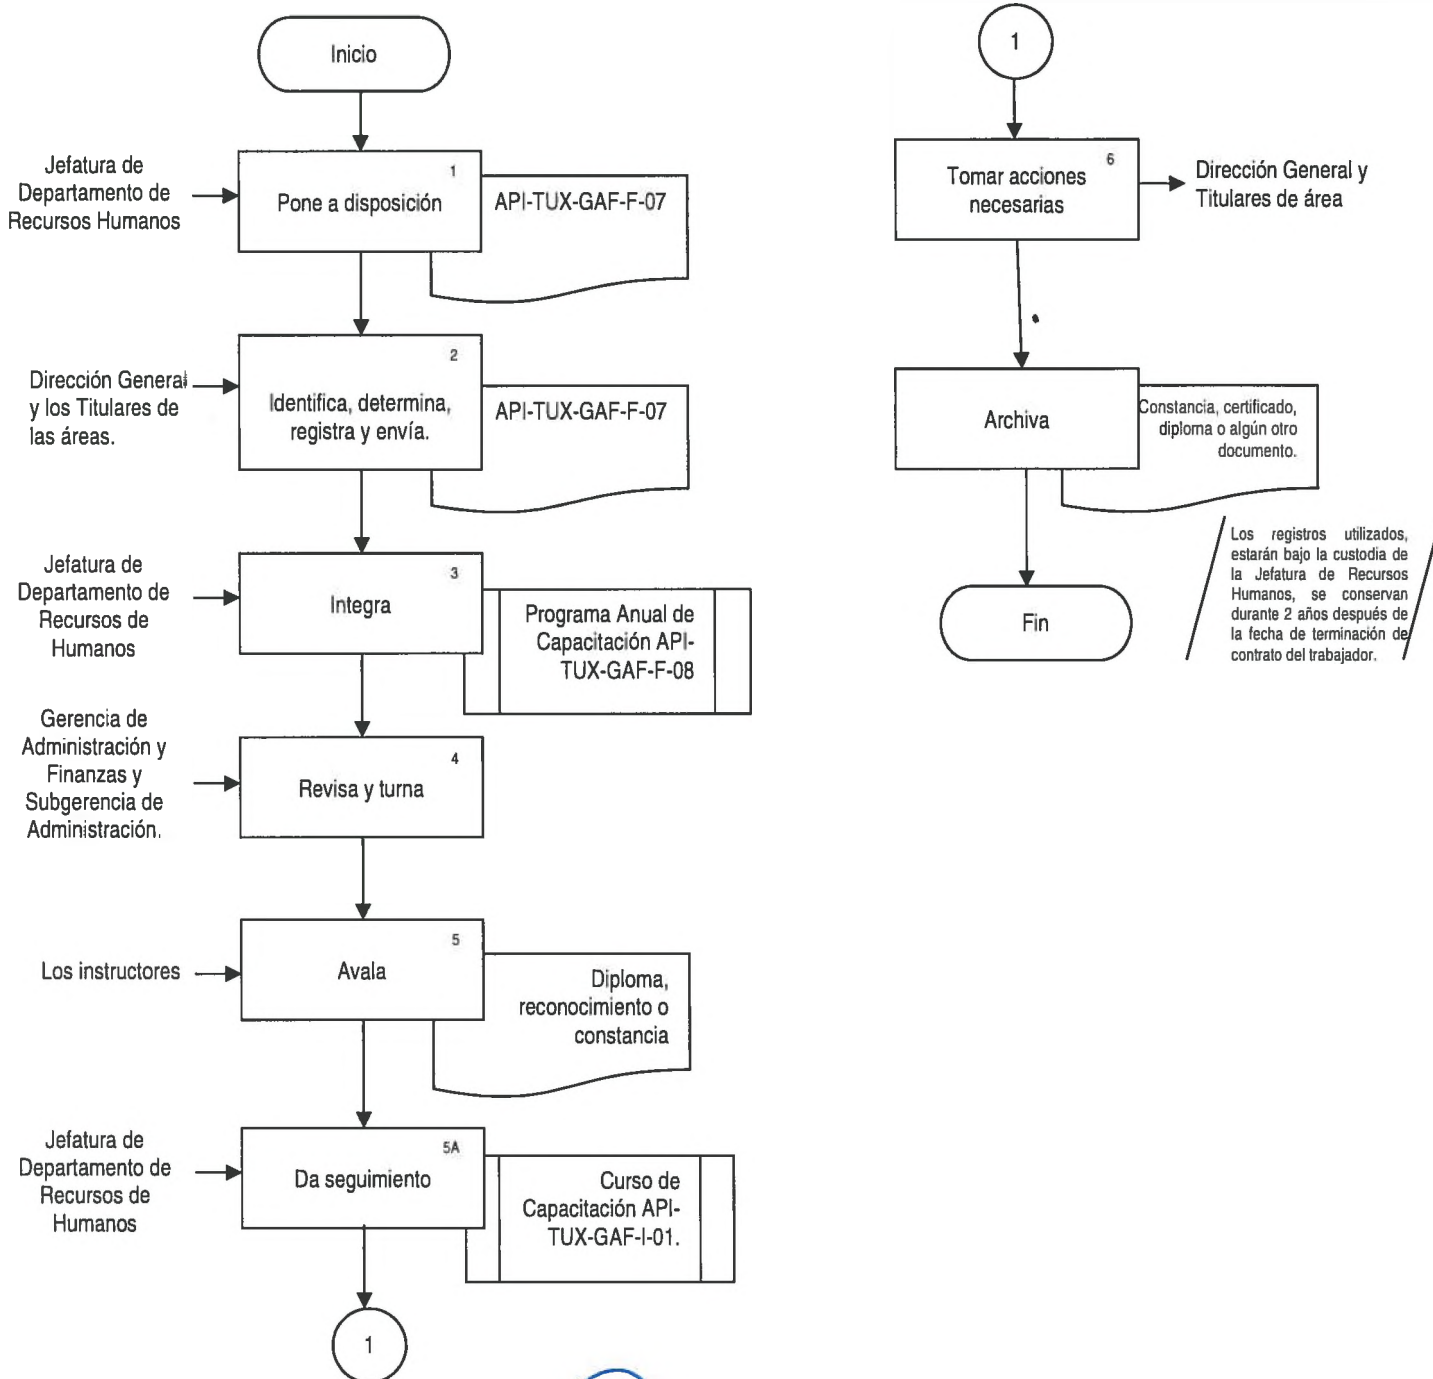 Inicio
Jefatura de
Departamento de
Recursos Humanos
1
Pone a disposición
API-TUX-GAF-F-07
Dirección General
y los Titulares de
las áreas.
2
Identifica, determina,
registra y envía.
API-TUX-GAF-F-07
Jefatura de
Departamento de
Recursos de
Humanos
3
Integra
Programa Anual de
Capacitación API-
TUX-GAF-F-08
Gerencia de
Administración y
Finanzas y
Subgerencia de
Administración.
4
Revisa y turna
Los instructores
5
Avala
Diploma,
reconocimiento o
constancia
Jefatura de
Departamento de
Recursos de
Humanos
5A
Da seguimiento
Curso de
Capacitación API-
TUX-GAF-I-01.
1
1
6
Tomar acciones
necesarias
Dirección General y
Titulares de área
Archiva
Constancia, certificado,
diploma o algún otro
documento.
Los registros utilizados,
estarán bajo la custodia de
la Jefatura de Recursos
Humanos, se conservan
durante 2 años después de
la fecha de terminación de
contrato del trabajador.
Fin